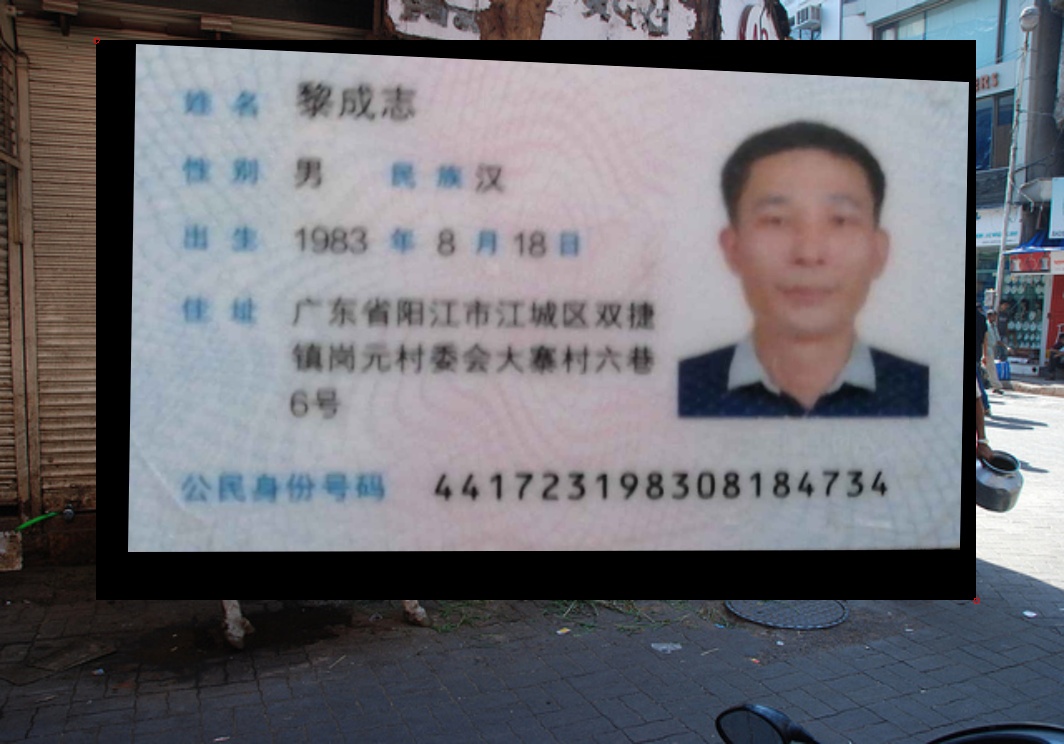 姓名 黎成志
性别 男 民族 汉
出生 1983 年 8 月 18 日
住址 广东省阳江市江城区双捷
镇岗元村委会大寨村六巷
6号
公民身份号码 441723198308184734